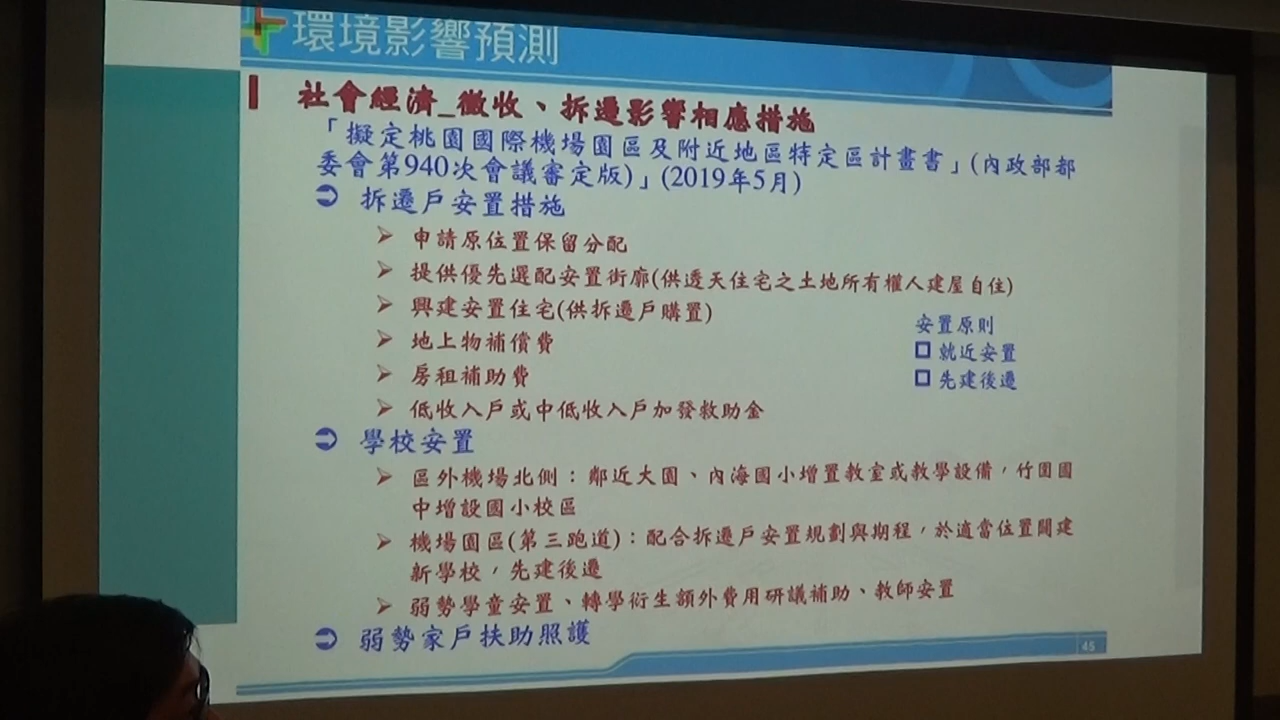 環境影響預測
社會經濟_徵收、拆遷影響相應措施
「擬定桃園國際機場園區及附近地區特定區計畫書」(內政部都
委會第940次會議審定版)」(2019年5月)
拆遷戶安置措施
申請原位置保留分配
提供優先選配安置街廓(供透天住宅之土地所有權人建屋自住)
興建安置住宅(供拆遷戶購置)
地上物補償費
房租補助費
低收入戶或中低收入戶加發救助金
安置原則
就近安置
先建後遷
學校安置
區外機場北側：鄰近大園、內海國小增置教室或教學設備，竹圍國
中增設國小校區
機場園區(第三跑道)：配合拆遷戶安置規劃與期程，於適當位置闢建
新學校，先建後遷
弱勢學童安置、轉學衍生額外費用研議補助、教師安置
弱勢家戶扶助照護
45